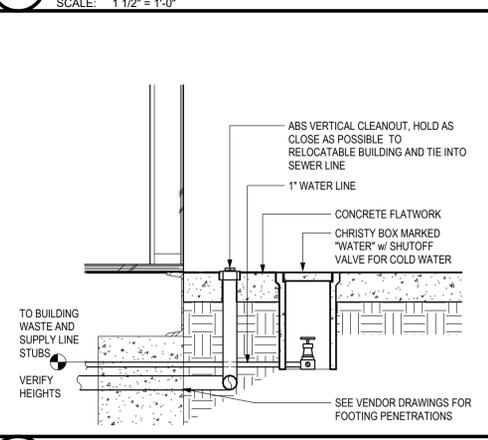 SCALE: 1 1/2" = 1'-0"
ABS VERTICAL CLEANOUT, HOLD AS
CLOSE AS POSSIBLE TO
RELOCATABLE BUILDING AND TIE INTO
SEWER LINE
1" WATER LINE
CONCRETE FLATWORK
CHRISTY BOX MARKED
"WATER" w/ SHUTOFF
VALVE FOR COLD WATER
TO BUILDING
WASTE AND
SUPPLY LINE
STUBS
VERIFY
HEIGHTS
SEE VENDOR DRAWINGS FOR
FOOTING PENETRATIONS